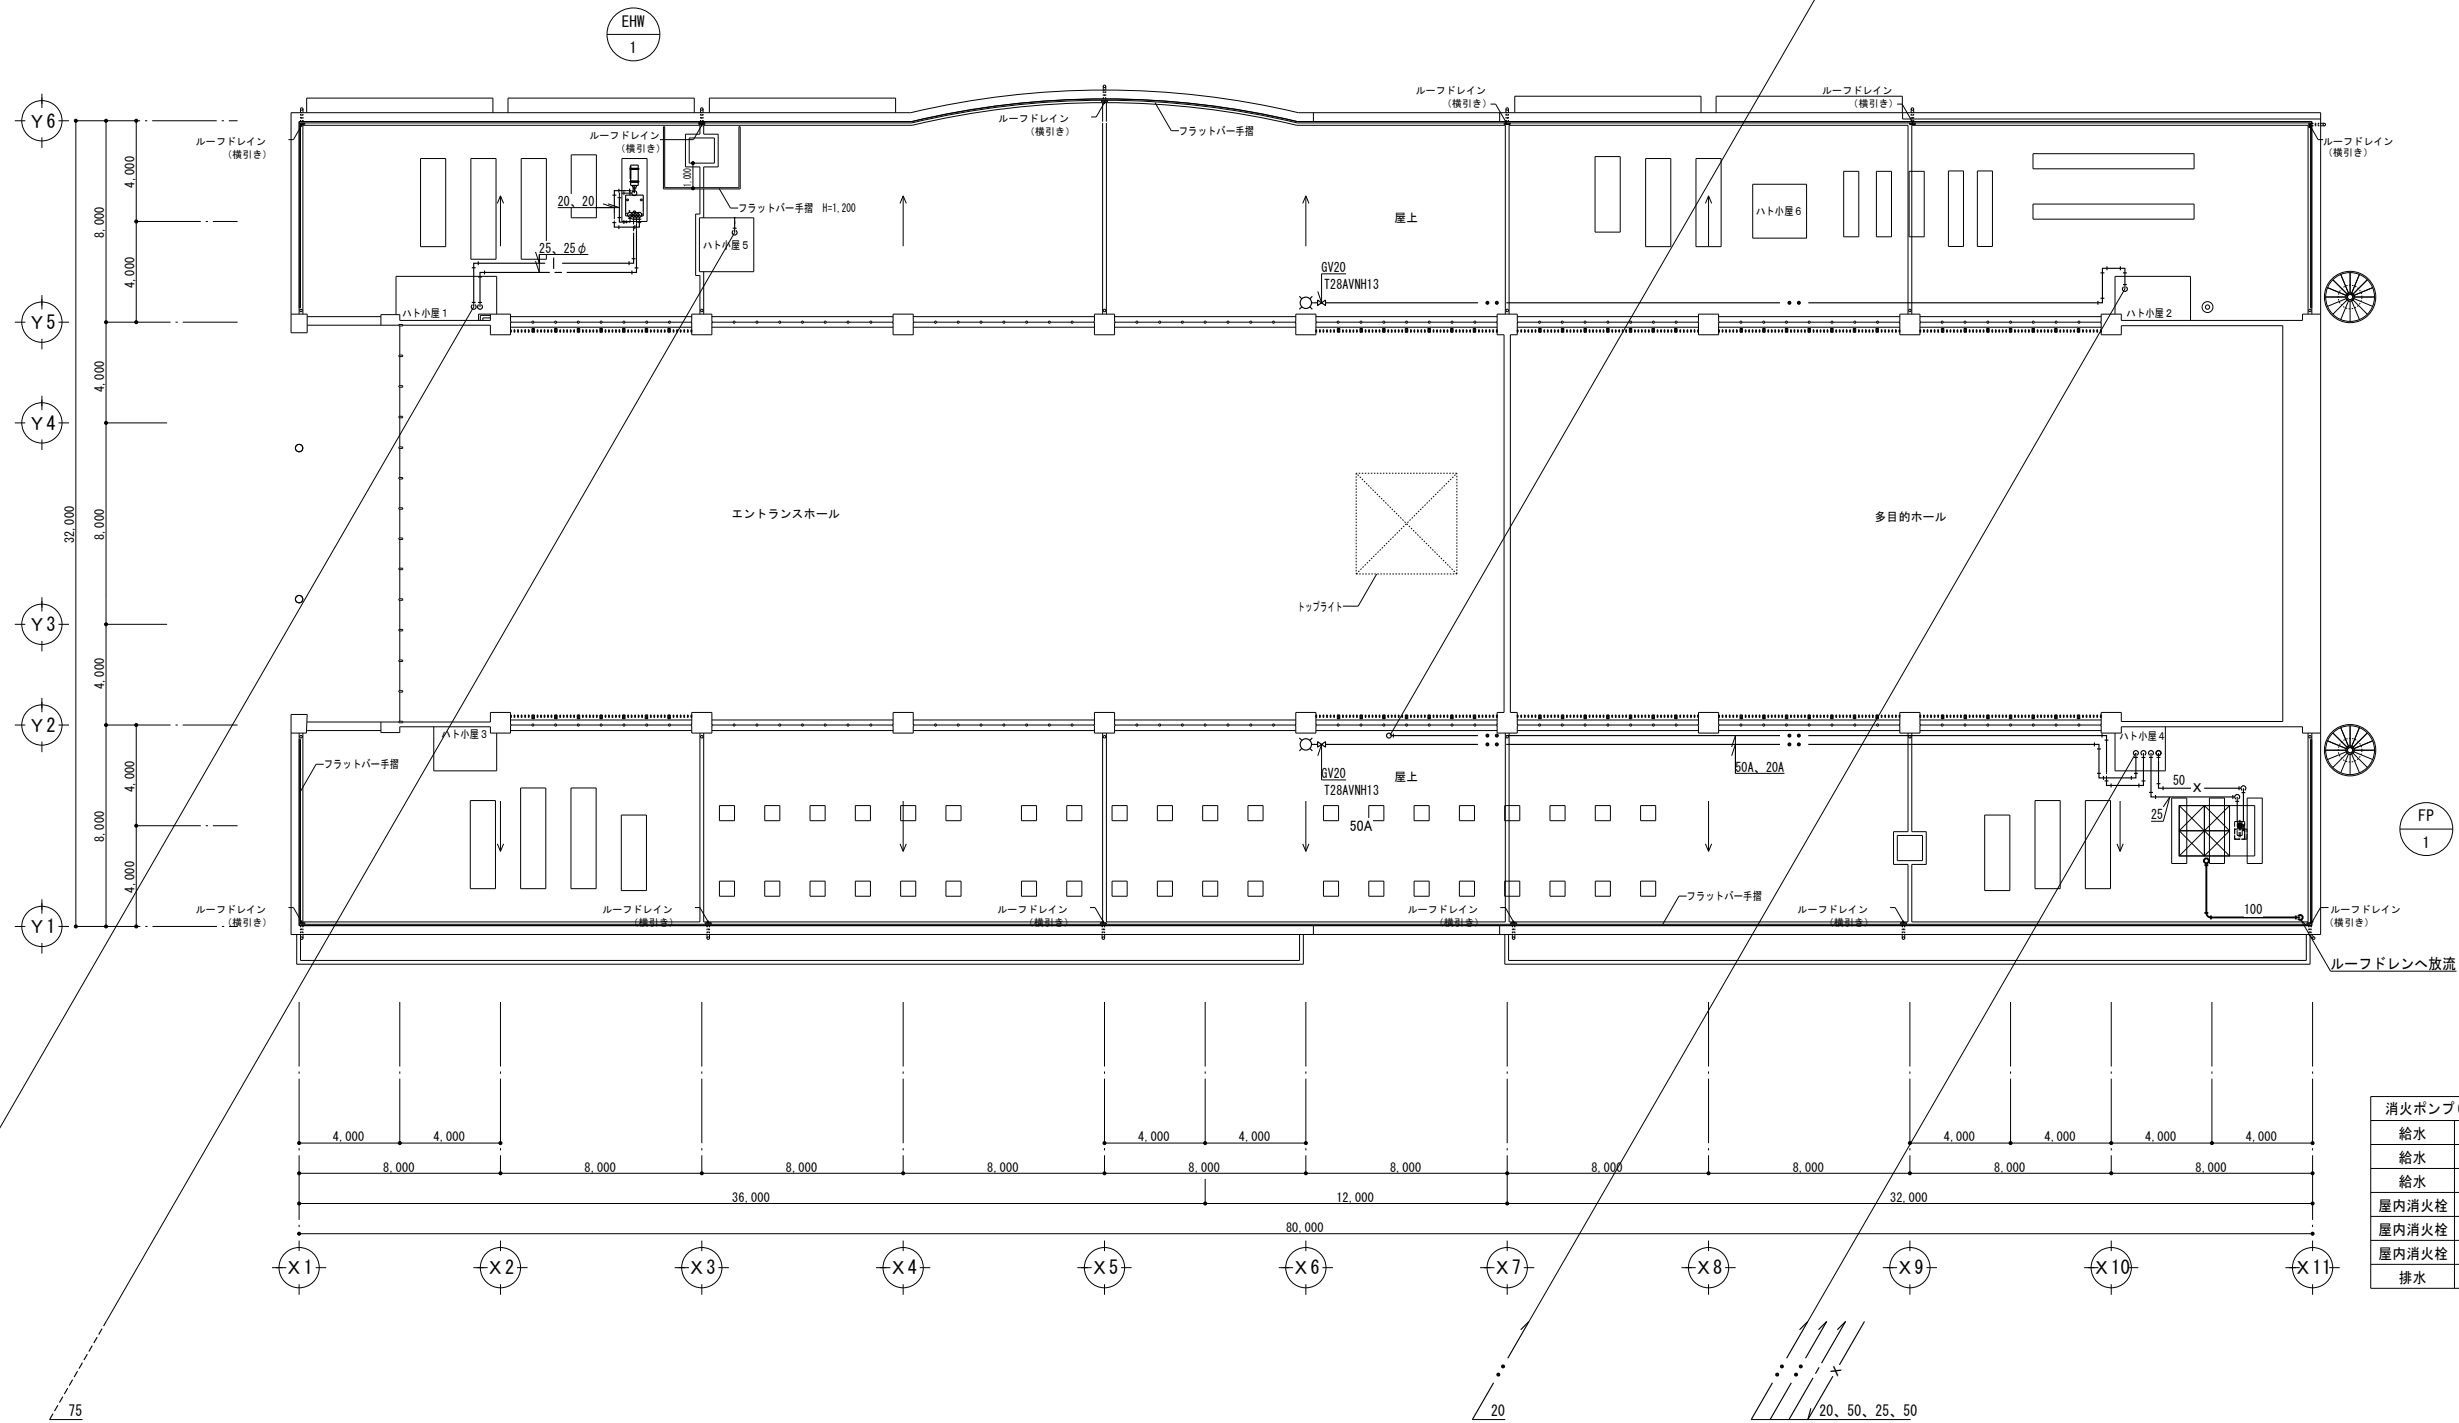 EHW
1
ルーフドレイン
(横引き)
ルーフドレイン
(横引き)
ルーフドレイン
(横引き)
フラットバー手摺
ルーフドレイン
(横引き)
ルーフドレイン
(横引き)
ルーフドレイン
(横引き)
Y6
Y5
Y4
Y3
Y2
Y1
4,000
4,000
8,000
4,000
8,000
4,000
32,000
4,000
4,000
8,000
1,000
20、20
フラットバー手摺 H=1,200
25、25φ
ハト小屋5
ハト小屋1
屋上
ハト小屋6
GV20
T28AVNH13
ハト小屋2
エントランスホール
トップライト
多目的ホール
ハト小屋3
フラットバー手摺
GV20
T28AVNH13
屋上
50A
50A、20A
ハト小屋4
50
X
25
100
FP
1
フラットバー手摺
ルーフドレイン
(横引き)
ルーフドレイン
(横引き)
ルーフドレイン
(横引き)
ルーフドレイン
(横引き)
ルーフドレイン
(横引き)
ルーフドレイン
(横引き)
ルーフドレンへ放流
4,000
4,000
4,000
4,000
4,000
4,000
4,000
4,000
8,000
8,000
8,000
8,000
8,000
8,000
8,000
8,000
8,000
8,000
36,000
12,000
32,000
80,000
X1
X2
X3
X4
X5
X6
X7
X8
X9
X10
X11
消火ポンプ
給水
給水
給水
屋内消火栓
屋内消火栓
屋内消火栓
排水
75
20
X
20、50、25、50